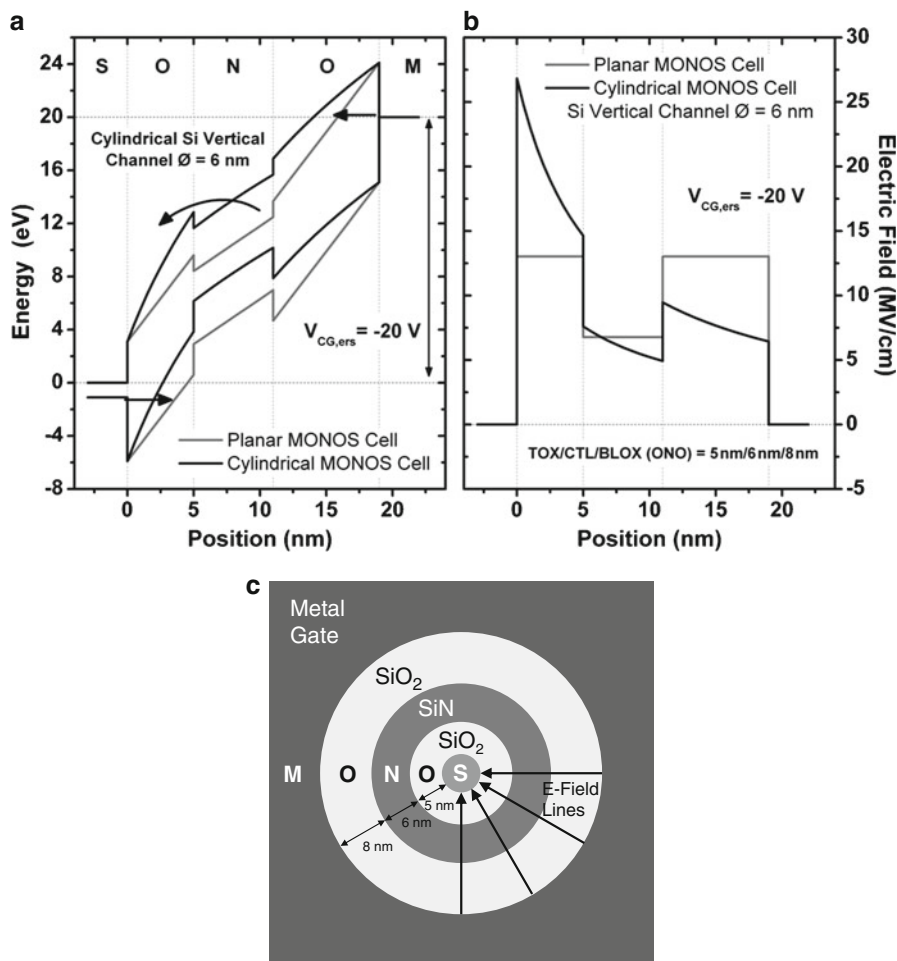 a
S O N O M
24
20
16
12
8
4
0
-4
-8
Energy (eV)
Cylindrical Si Vertical
Channel Ø = 6 nm
V_CG,ers = -20 V
Planar MONOS Cell
Cylindrical MONOS Cell
0 5 10 15 20
Position (nm)
b
Planar MONOS Cell
Cylindrical MONOS Cell
Si Vertical Channel Ø = 6 nm
V_CG,ers = -20 V
TOX/CTL/BLOX (ONO) = 5nm/6nm/8nm
30
25
20
15
10
5
0
-5
Electric Field (MV/cm)
0 5 10 15 20
Position (nm)
c
Metal
Gate
SiO₂
SiN
SiO₂
M O N O S
E-Field
Lines
5 nm
6 nm
8 nm